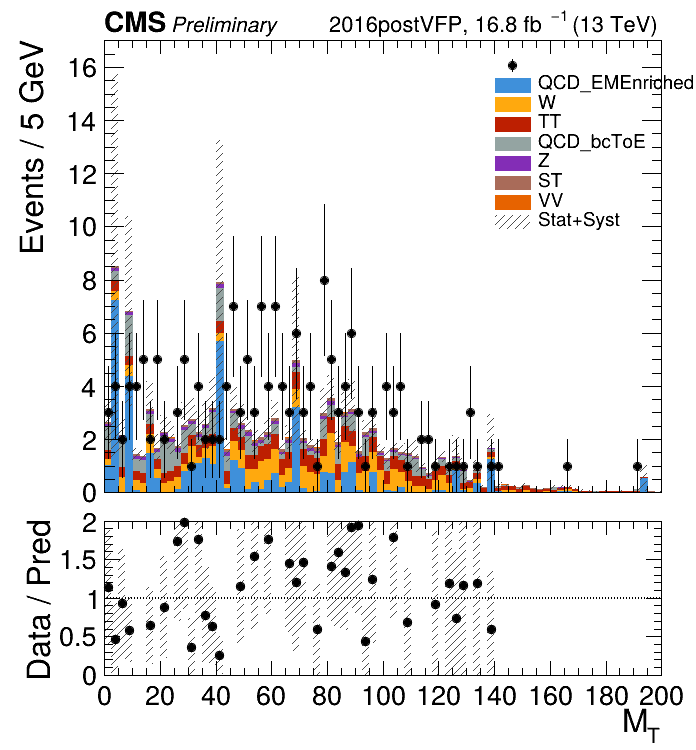 CMS Preliminary 2016postVFP, 16.8 fb⁻¹ (13 TeV)
Events / 5 GeV
16
14
12
10
8
6
4
2
0
QCD_EMEnriched
W
TT
QCD_bcToE
Z
ST
VV
Stat+Syst
Data / Pred
2
1.5
1
0.5
0
0 20 40 60 80 100 120 140 160 180 200
M_T